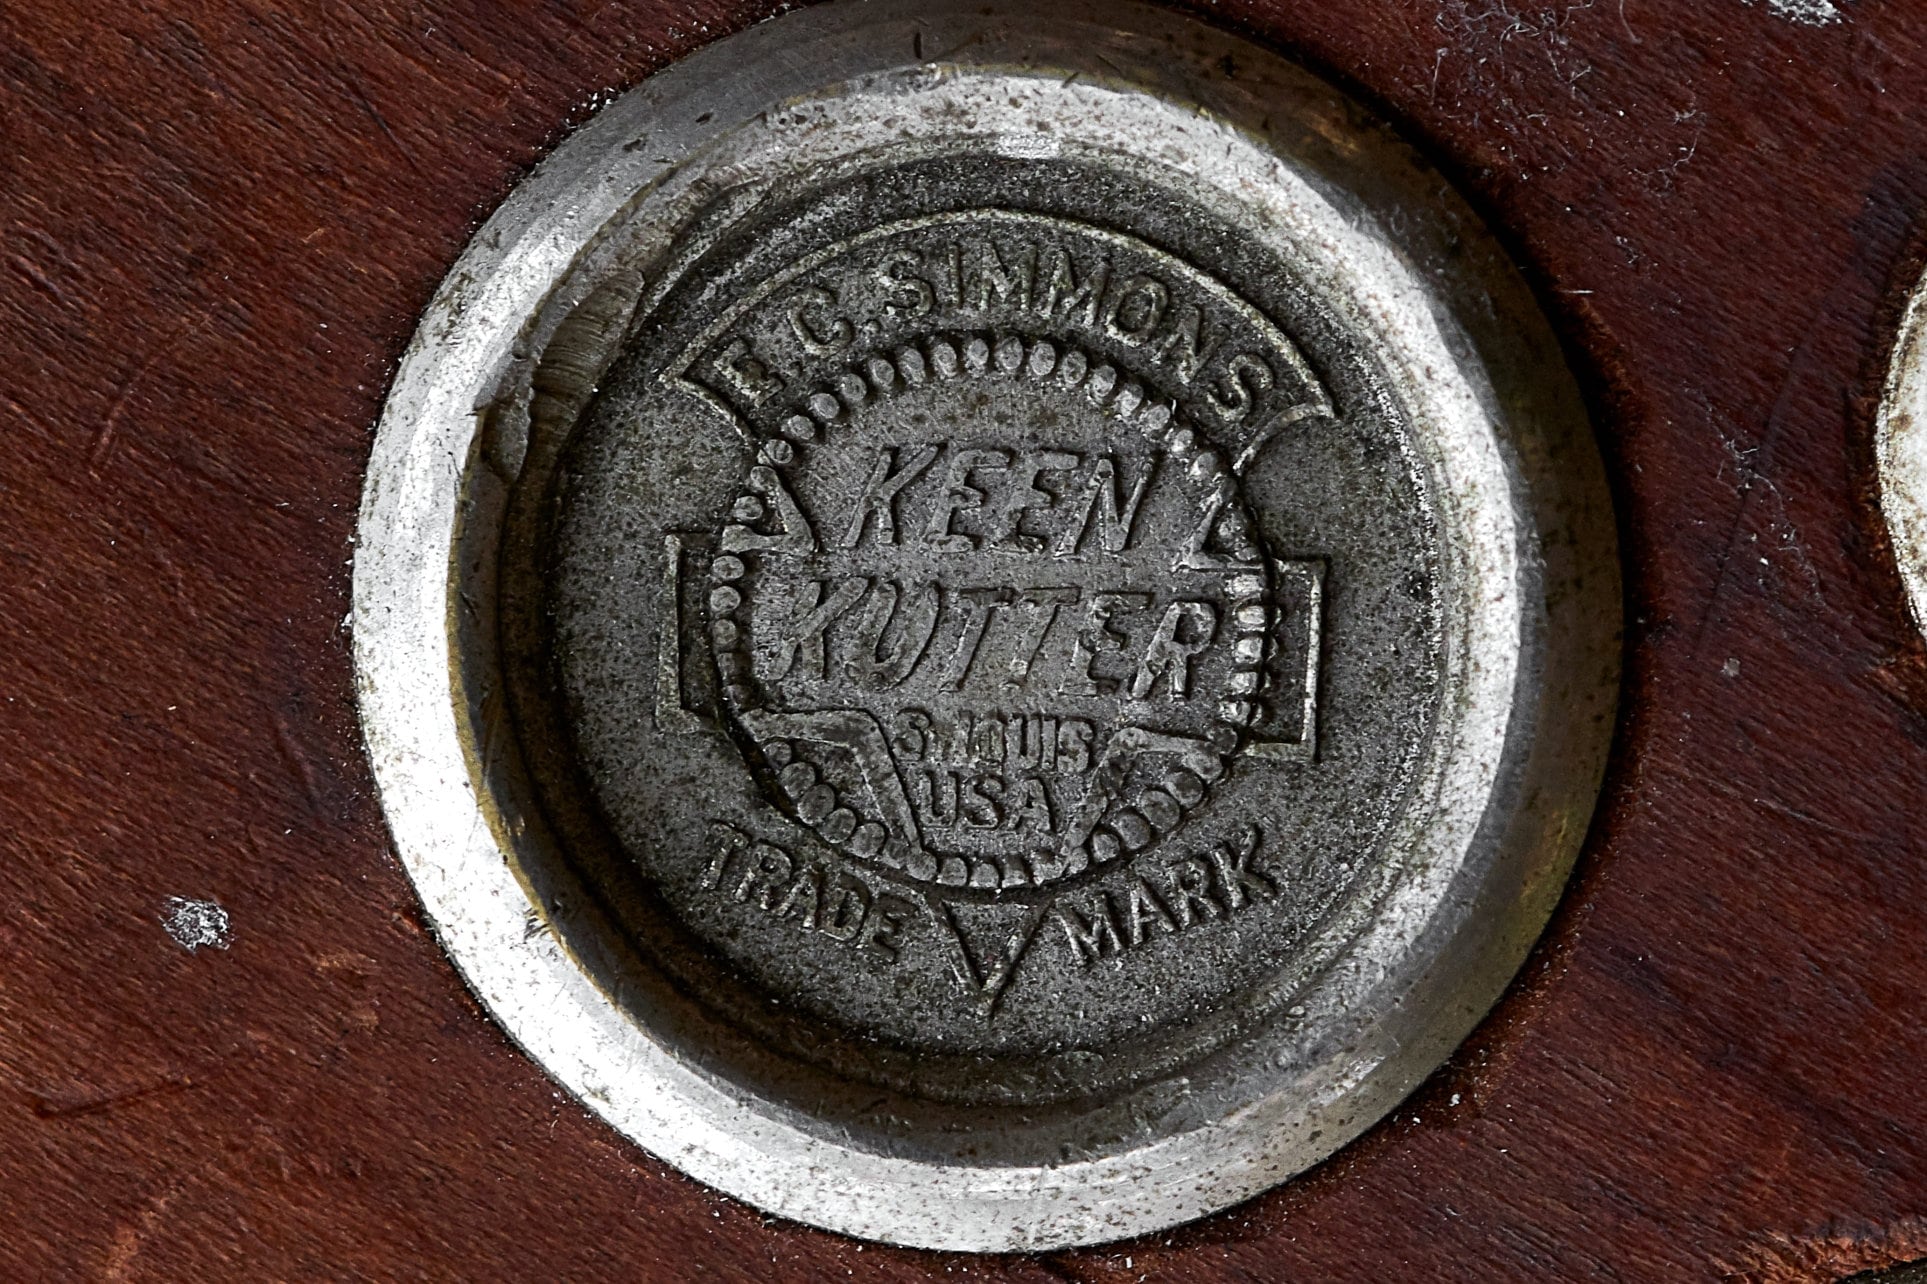 E.C.SIMMONS
KEEN
KUTTER
ST.LOUIS
USA
TRADE MARK